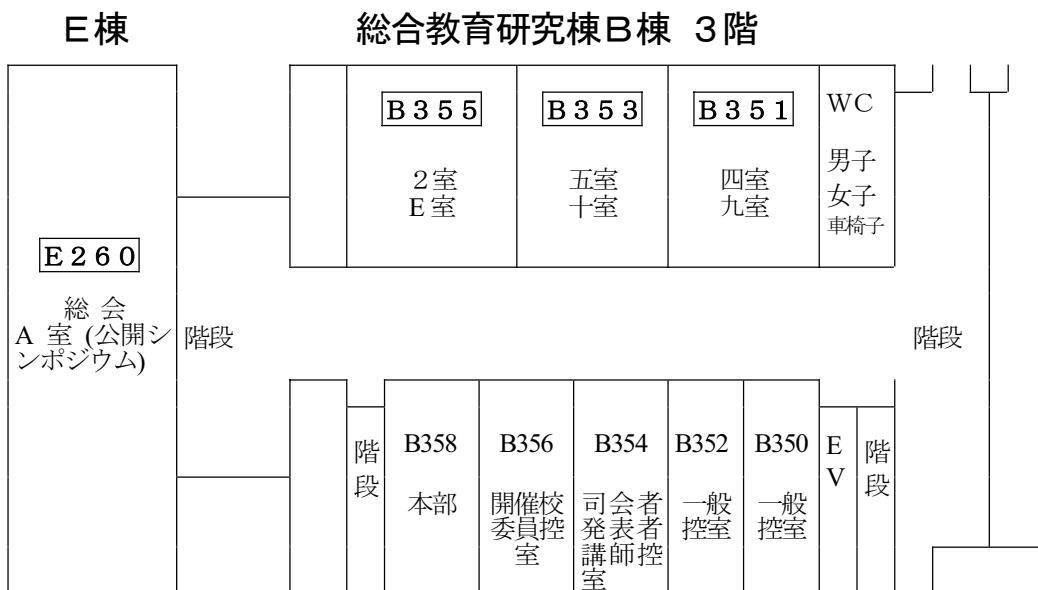 E棟
総合教育研究棟B棟 3階
B355
2室
E室
B353
五室
十室
B351
四室
九室
WC
男子
女子
車椅子
E260
総会
A 室 (公開シ
ンポジウム)
階段
階段
階
段
B358
本部
B356
開催校
委員控
室
B354
司会者
発表者
講師控
室
B352
一般
控室
B350
一般
控室
E
V
階
段